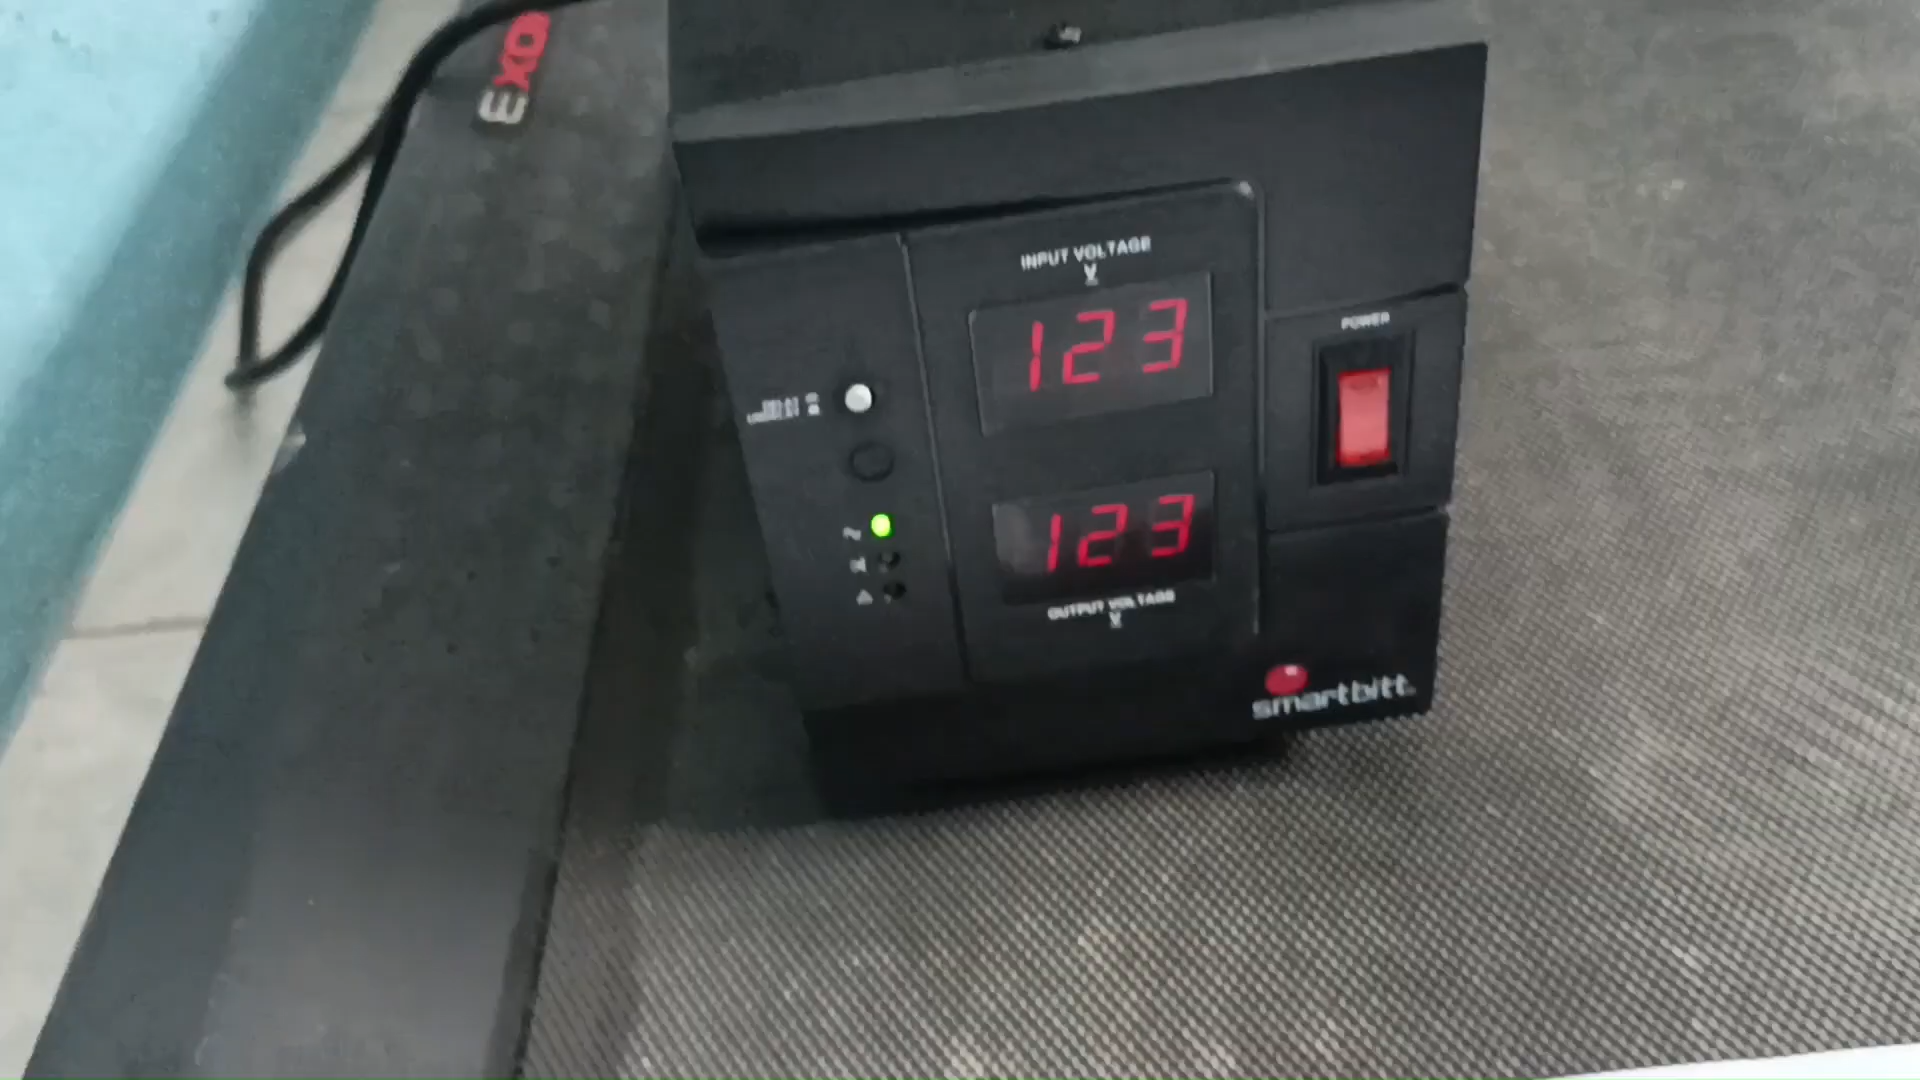 EXO
INPUT VOLTAGE
V
123
POWER
123
OUTPUT VOLTAGE
V
smartbitt